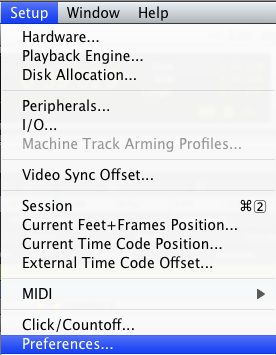 Setup Window Help
Hardware...
Playback Engine...
Disk Allocation...
Peripherals...
I/O...
Machine Track Arming Profiles...
Video Sync Offset...
Session ⌘2
Current Feet+Frames Position...
Current Time Code Position...
External Time Code Offset...
MIDI ▶
Click/Countoff...
Preferences...